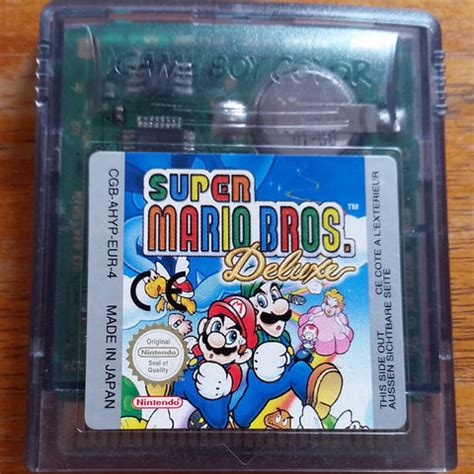 GAME BOY COLOR
CGB-AHYP-EUR-4
MADE IN JAPAN
SUPER
MARIO BROS.
Deluxe
TM
CE
Original
Nintendo
Seal of
Quality
Nintendo
THIS SIDE OUT
CE COTE A L'EXTERIEUR
AUSSEN SICHTBARE SEITE